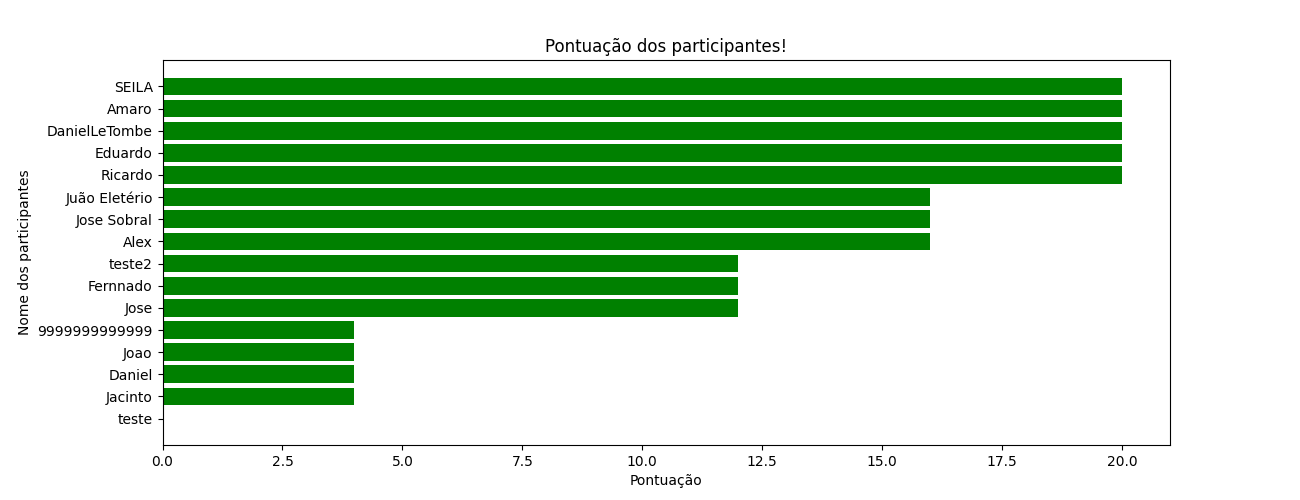 Pontuação dos participantes!
Nome dos participantes
SEILA
Amaro
DanielLeTombe
Eduardo
Ricardo
Juão Eletério
Jose Sobral
Alex
teste2
Fernnado
Jose
9999999999999
Joao
Daniel
Jacinto
teste
0.0 2.5 5.0 7.5 10.0 12.5 15.0 17.5 20.0
Pontuação